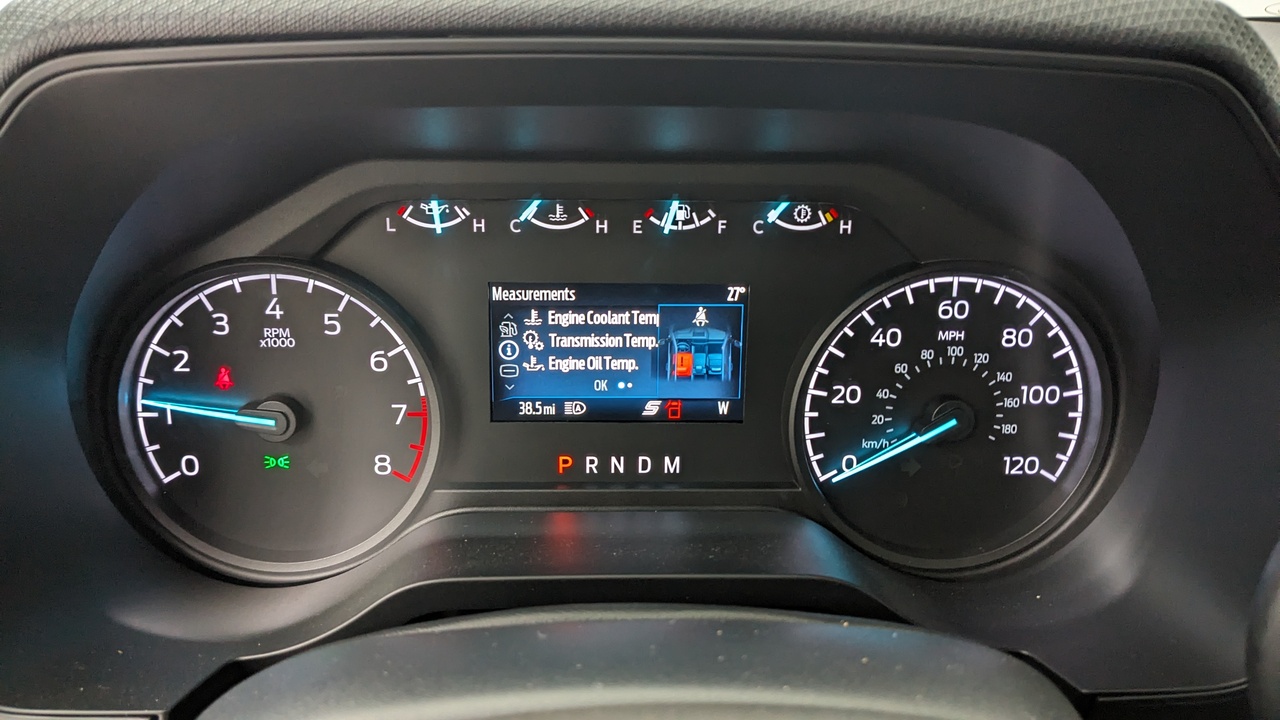 L H C H E F C H
Measurements 27°
Engine Coolant Temp
Transmission Temp.
Engine Oil Temp.
OK
38.5 mi A W
P R N D M
0 1 2 3 4 5 6 7 8
RPM
x1000
0 20 40 60 80 100 120
MPH
20 40 60 80 100 120 140 160 180
km/h